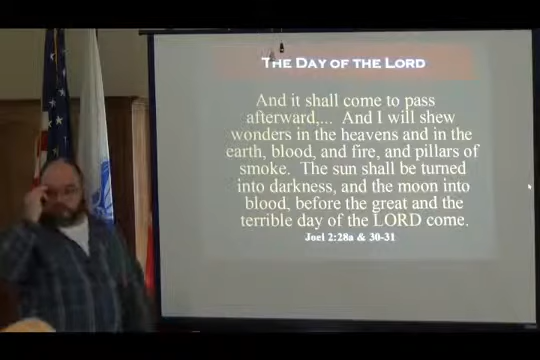 THE DAY OF THE LORD
And it shall come to pass
afterward,... And I will shew
wonders in the heavens and in the
earth, blood, and fire, and pillars of
smoke. The sun shall be turned
into darkness, and the moon into
blood, before the great and the
terrible day of the LORD come.
Joel 2:28a & 30-31